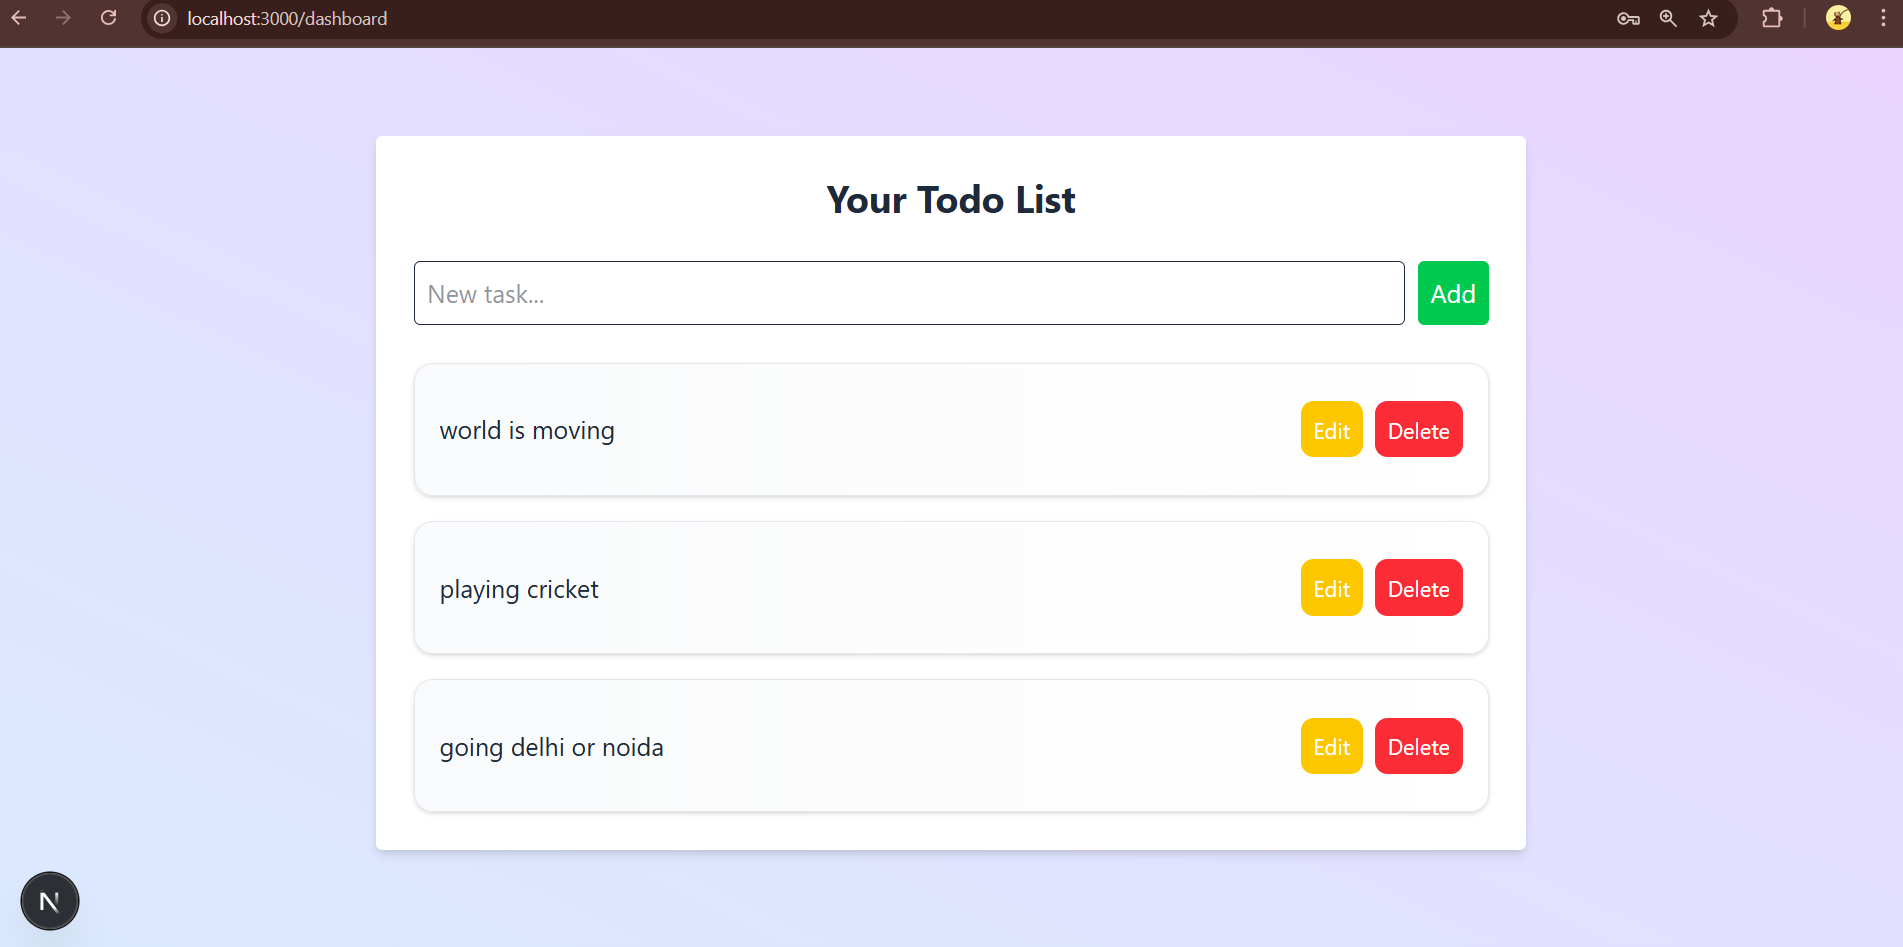 localhost:3000/dashboard
Your Todo List
New task...
Add
world is moving
Edit
Delete
playing cricket
Edit
Delete
going delhi or noida
Edit
Delete
N